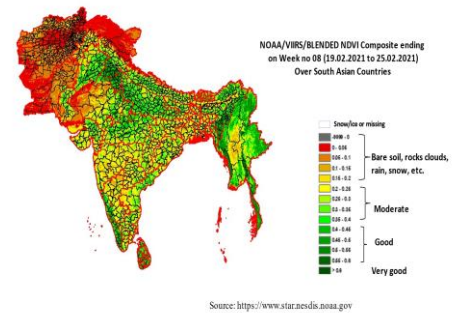 NOAA/VIIRS/BLENDED NDVI Composite ending
on Week no 08 (19.02.2021 to 25.02.2021)
Over South Asian Countries
Snow/Ice or missing
0 - 0.05
0.05 - 0.1
0.1 - 0.15
0.15 - 0.2
Bare soil, rocks clouds,
rain, snow, etc.
0.2 - 0.25
0.25 - 0.3
0.3 - 0.35
0.35 - 0.4
Moderate
0.4 - 0.45
0.45 - 0.5
0.5 - 0.55
0.55 - 0.6
Good
> 0.6
Very good
Source: https://www.star.nesdis.noaa.gov